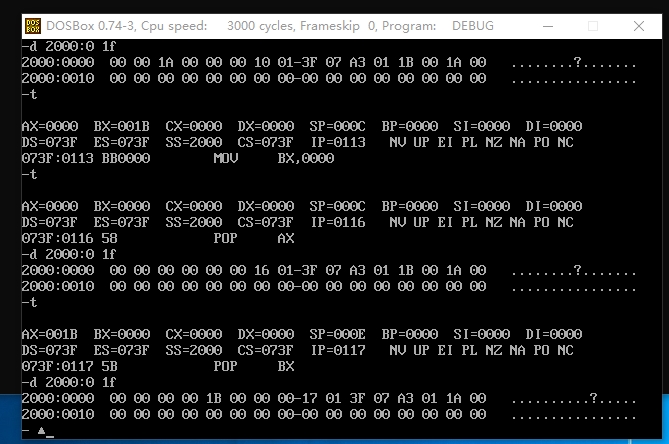 DOS BOX DOSBox 0.74-3, Cpu speed: 3000 cycles, Frameskip 0, Program: DEBUG
-d 2000:0 1f
2000:0000 00 00 1A 00 00 00 10 01-3F 07 A3 01 1B 00 1A 00 ........?.......
2000:0010 00 00 00 00 00 00 00 00-00 00 00 00 00 00 00 00 ................
-t
AX=0000 BX=001B CX=0000 DX=0000 SP=000C BP=0000 SI=0000 DI=0000
DS=073F ES=073F SS=2000 CS=073F IP=0113 NV UP EI PL NZ NA PO NC
073F:0113 BB0000 MOV BX,0000
-t
AX=0000 BX=0000 CX=0000 DX=0000 SP=000C BP=0000 SI=0000 DI=0000
DS=073F ES=073F SS=2000 CS=073F IP=0116 NV UP EI PL NZ NA PO NC
073F:0116 58 POP AX
-d 2000:0 1f
2000:0000 00 00 00 00 00 00 16 01-3F 07 A3 01 1B 00 1A 00 ........?.......
2000:0010 00 00 00 00 00 00 00 00-00 00 00 00 00 00 00 00 ................
-t
AX=001B BX=0000 CX=0000 DX=0000 SP=000E BP=0000 SI=0000 DI=0000
DS=073F ES=073F SS=2000 CS=073F IP=0117 NV UP EI PL NZ NA PO NC
073F:0117 5B POP BX
-d 2000:0 1f
2000:0000 00 00 00 00 1B 00 00 00-17 01 3F 07 A3 01 1A 00 ..........?.....
2000:0010 00 00 00 00 00 00 00 00-00 00 00 00 00 00 00 00 ................
- ▲_